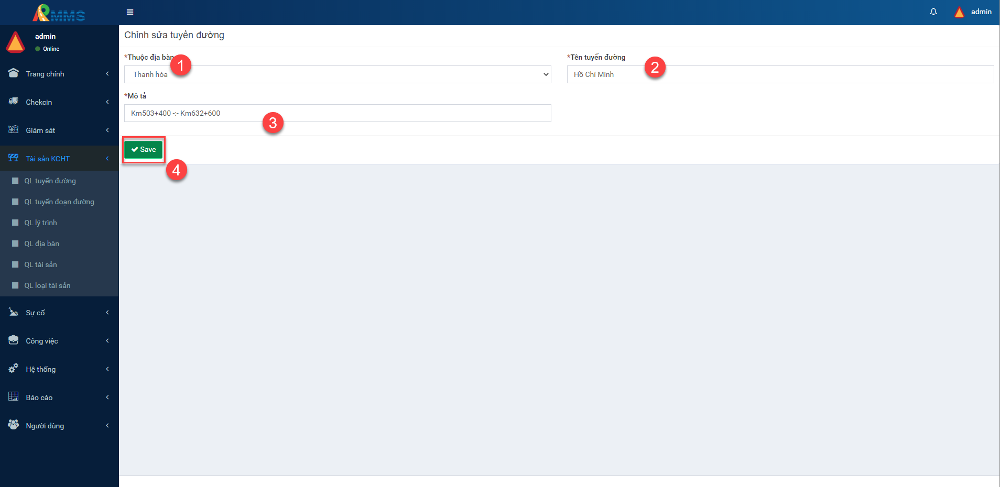 RMMS
admin
admin
Online
Trang chính
Chekcin
Giám sát
Tài sản KCHT
QL tuyến đường
QL tuyến đoạn đường
QL lý trình
QL địa bàn
QL tài sản
QL loại tài sản
Sự cố
Công việc
Hệ thống
Báo cáo
Người dùng
Chỉnh sửa tuyến đường
*Thuộc địa bàn
1
Thanh hóa
*Tên tuyến đường
2
Hồ Chí Minh
*Mô tả
Km503+400 -:- Km632+600
3
Save
4